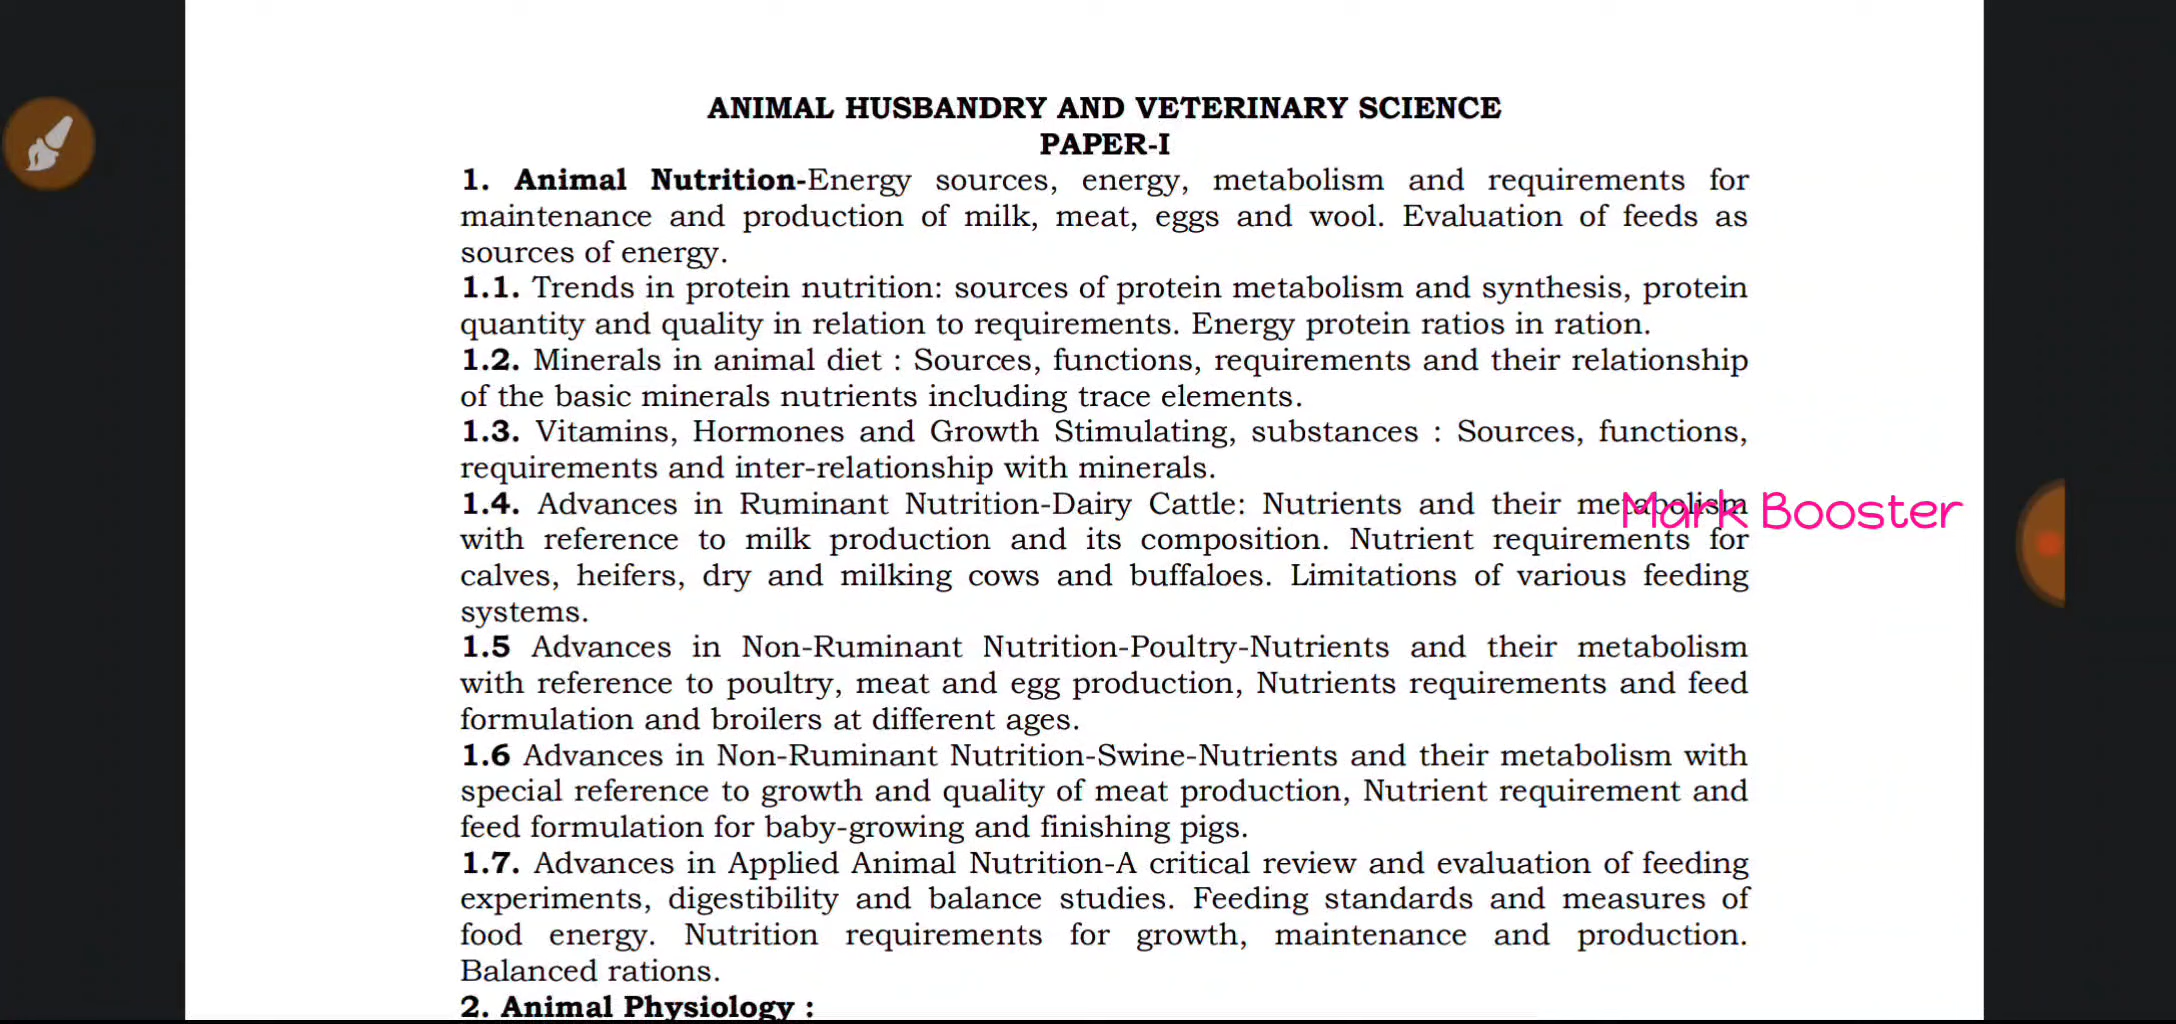 ANIMAL HUSBANDRY AND VETERINARY SCIENCE
PAPER-I
1. Animal Nutrition-Energy sources, energy, metabolism and requirements for
maintenance and production of milk, meat, eggs and wool. Evaluation of feeds as
sources of energy.
1.1. Trends in protein nutrition: sources of protein metabolism and synthesis, protein
quantity and quality in relation to requirements. Energy protein ratios in ration.
1.2. Minerals in animal diet : Sources, functions, requirements and their relationship
of the basic minerals nutrients including trace elements.
1.3. Vitamins, Hormones and Growth Stimulating, substances : Sources, functions,
requirements and inter-relationship with minerals.
1.4. Advances in Ruminant Nutrition-Dairy Cattle: Nutrients and their metabolism
Mark Booster
with reference to milk production and its composition. Nutrient requirements for
calves, heifers, dry and milking cows and buffaloes. Limitations of various feeding
systems.
1.5 Advances in Non-Ruminant Nutrition-Poultry-Nutrients and their metabolism
with reference to poultry, meat and egg production, Nutrients requirements and feed
formulation and broilers at different ages.
1.6 Advances in Non-Ruminant Nutrition-Swine-Nutrients and their metabolism with
special reference to growth and quality of meat production, Nutrient requirement and
feed formulation for baby-growing and finishing pigs.
1.7. Advances in Applied Animal Nutrition-A critical review and evaluation of feeding
experiments, digestibility and balance studies. Feeding standards and measures of
food energy. Nutrition requirements for growth, maintenance and production.
Balanced rations.
2. Animal Physiology :